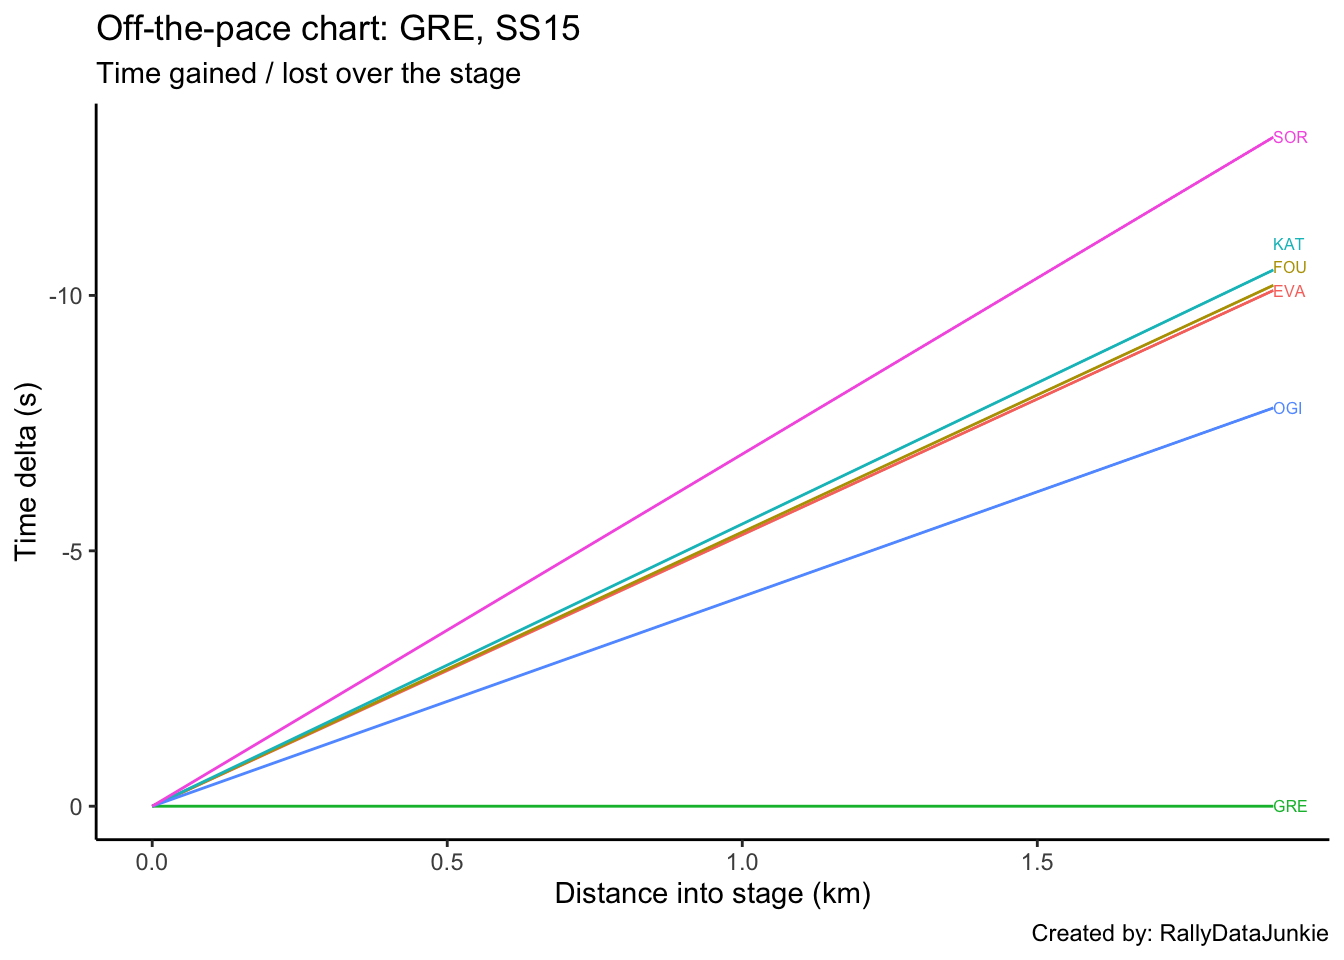 Off-the-pace chart: GRE, SS15
Time gained / lost over the stage
SOR
KAT
FOU
EVA
OGI
GRE
-10
-5
0
Time delta (s)
0.0 0.5 1.0 1.5
Distance into stage (km)
Created by: RallyDataJunkie